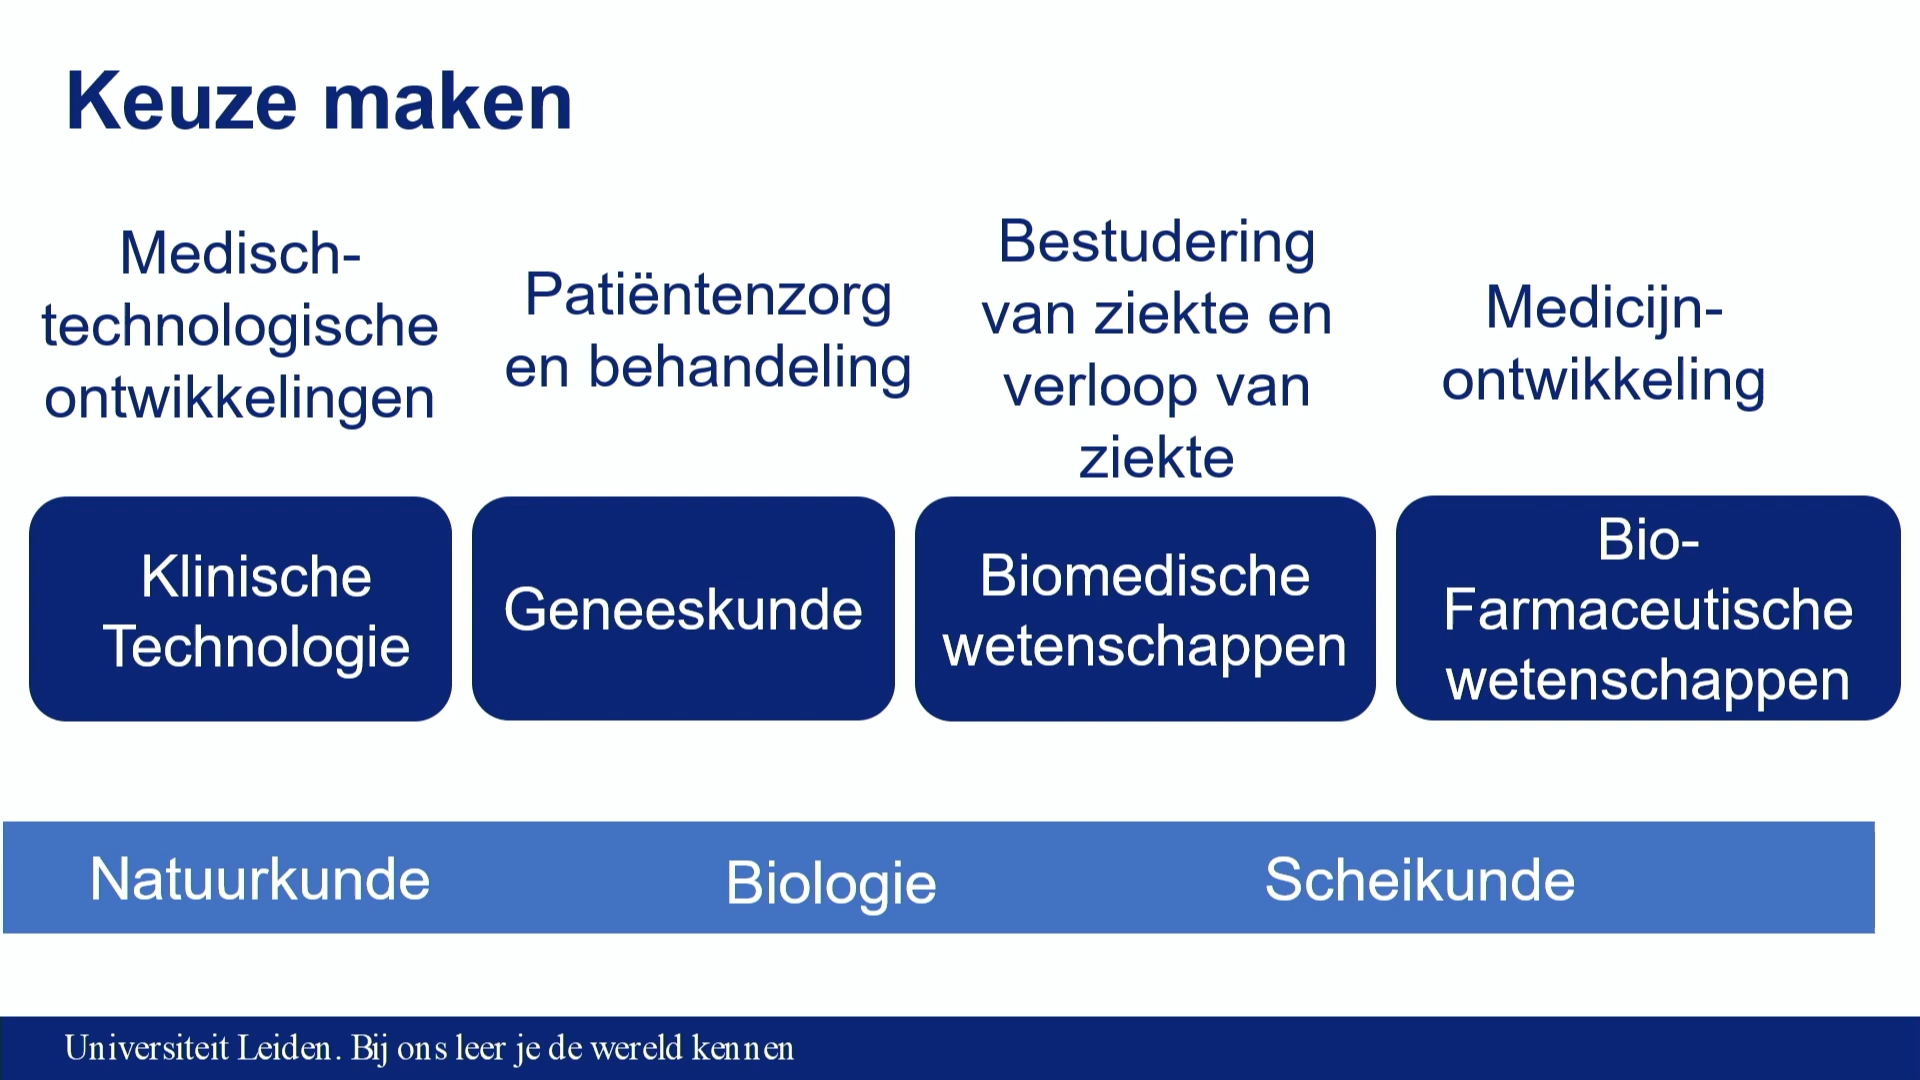 Keuze maken
Medisch-
technologische
ontwikkelingen
Patiëntenzorg
en behandeling
Bestudering
van ziekte en
verloop van
ziekte
Medicijn-
ontwikkeling
Klinische
Technologie
Geneeskunde
Biomedische
wetenschappen
Bio-
Farmaceutische
wetenschappen
Natuurkunde
Biologie
Scheikunde
Universiteit Leiden. Bij ons leer je de wereld kennen